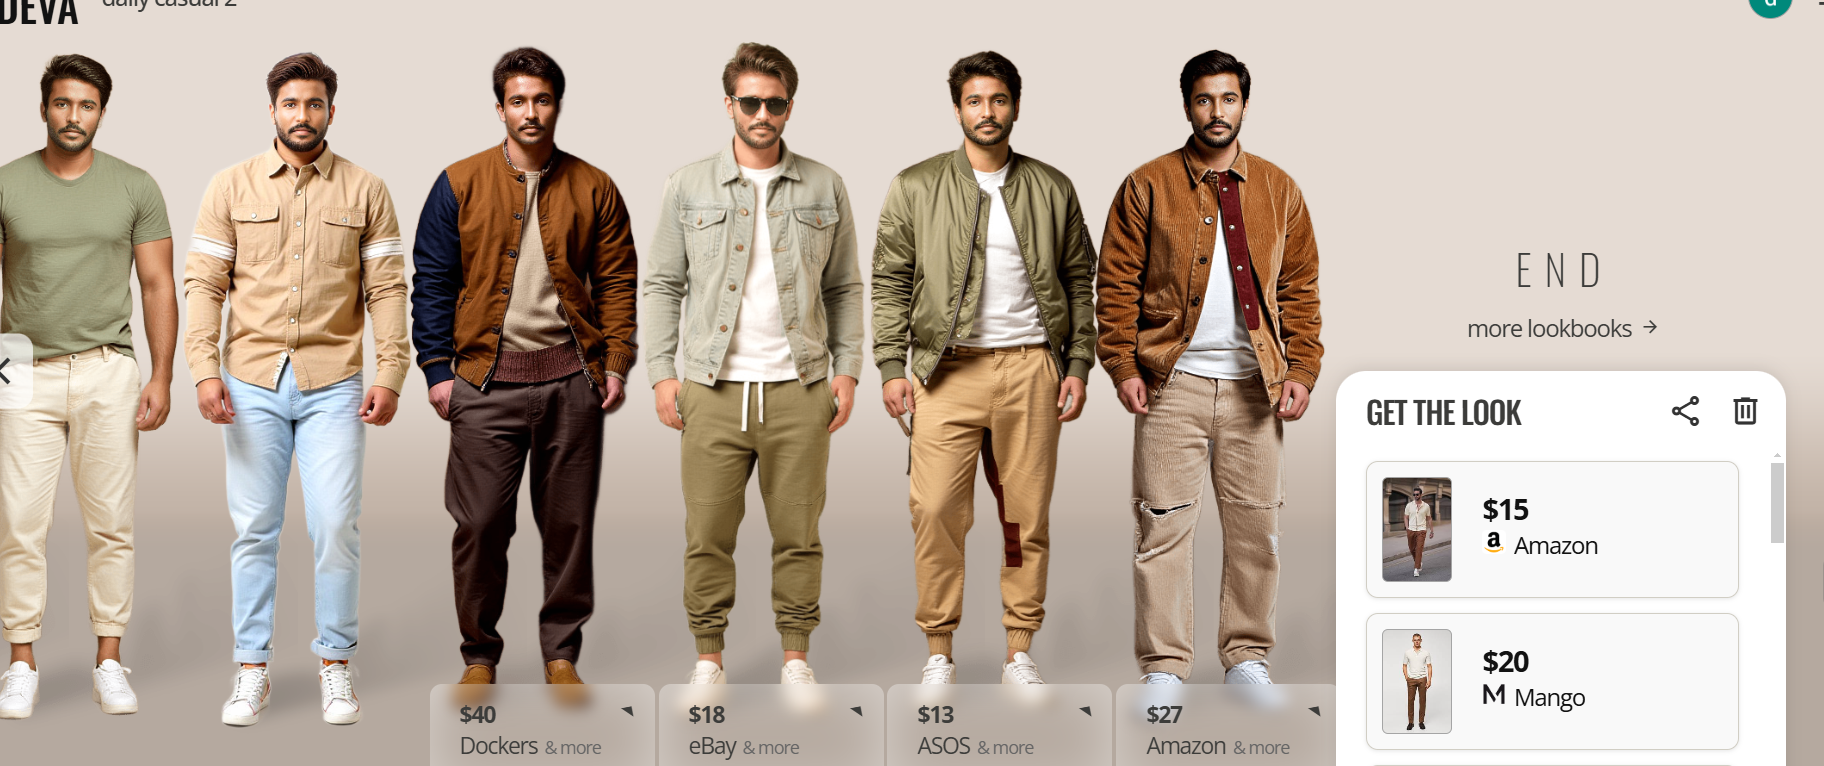 DEVA
daily casual 2
d
END
more lookbooks →
GET THE LOOK
$15
a Amazon
$20
M Mango
$40
Dockers & more
$18
eBay & more
$13
ASOS & more
$27
Amazon & more